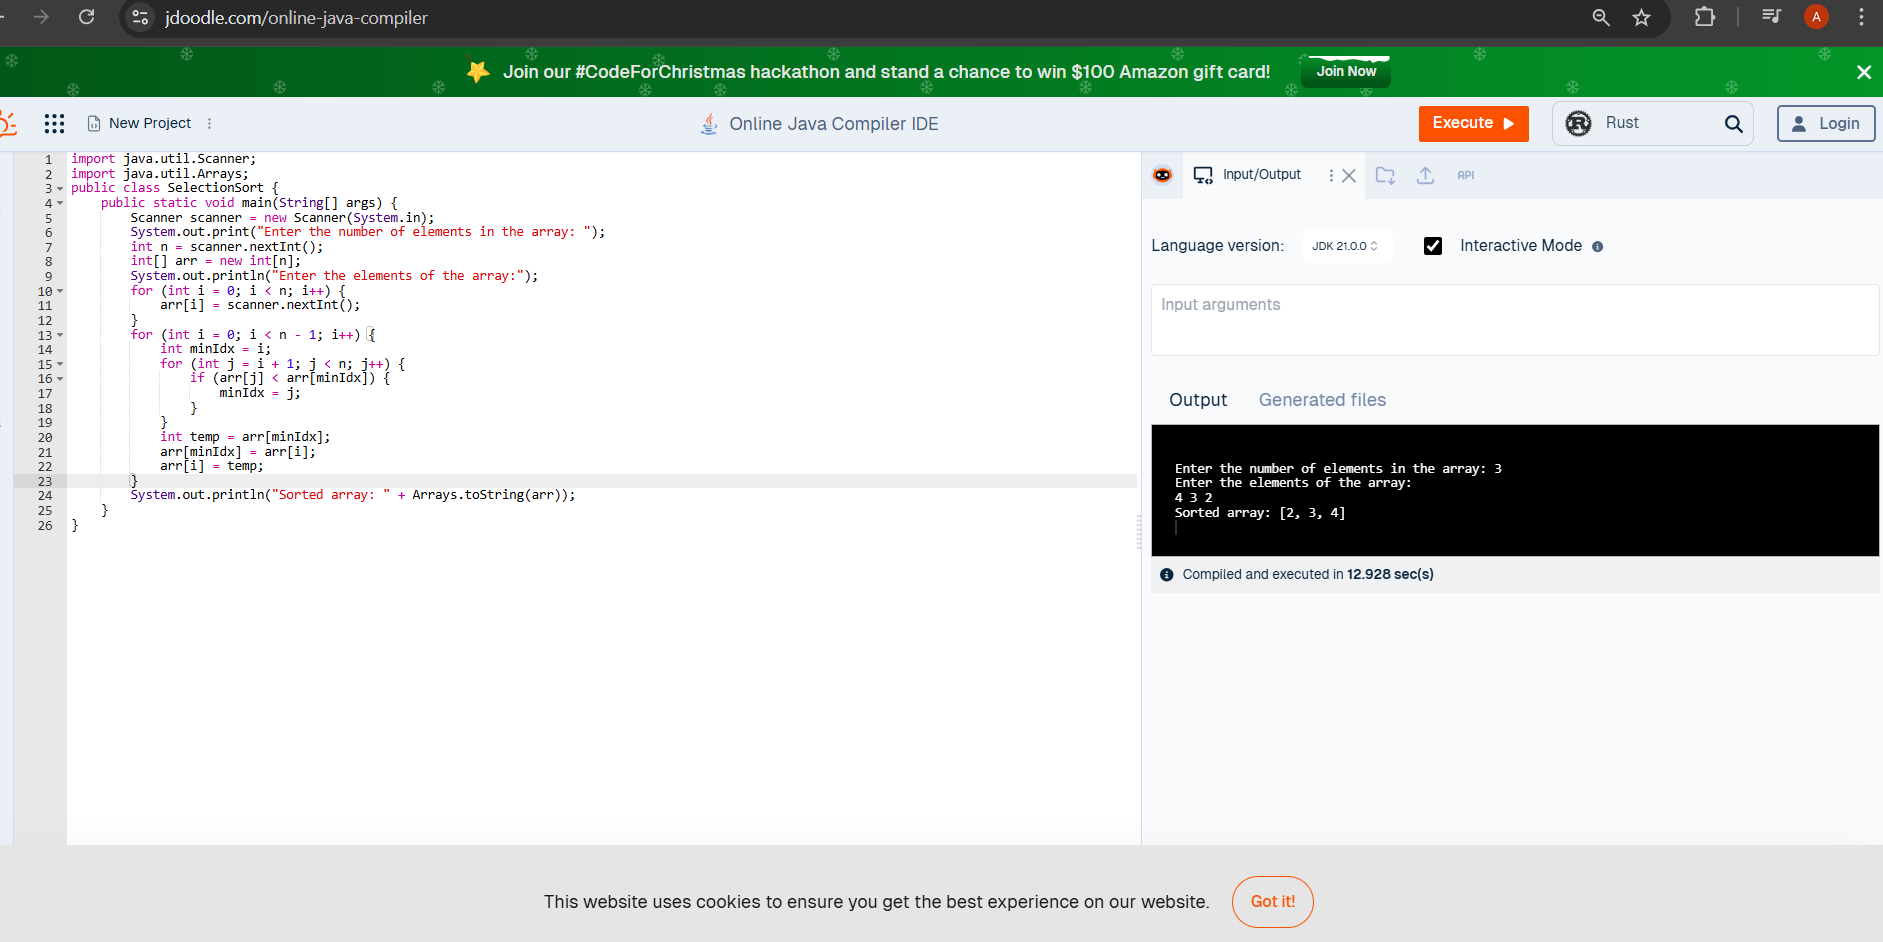 jdoodle.com/online-java-compiler
A
Join our #CodeForChristmas hackathon and stand a chance to win $100 Amazon gift card!
Join Now
New Project
Online Java Compiler IDE
Execute
Rust
Login
1 import java.util.Scanner;
2 import java.util.Arrays;
3 public class SelectionSort {
4 public static void main(String[] args) {
5 Scanner scanner = new Scanner(System.in);
6 System.out.print("Enter the number of elements in the array: ");
7 int n = scanner.nextInt();
8 int[] arr = new int[n];
9 System.out.println("Enter the elements of the array:");
10 for (int i = 0; i < n; i++) {
11 arr[i] = scanner.nextInt();
12 }
13 for (int i = 0; i < n - 1; i++) {
14 int minIdx = i;
15 for (int j = i + 1; j < n; j++) {
16 if (arr[j] < arr[minIdx]) {
17 minIdx = j;
18 }
19 }
20 int temp = arr[minIdx];
21 arr[minIdx] = arr[i];
22 arr[i] = temp;
23 }
24 System.out.println("Sorted array: " + Arrays.toString(arr));
25 }
26 }
Input/Output
API
Language version:
JDK 21.0.0
Interactive Mode
Input arguments
Output
Generated files
Enter the number of elements in the array: 3
Enter the elements of the array:
4 3 2
Sorted array: [2, 3, 4]
Compiled and executed in 12.928 sec(s)
This website uses cookies to ensure you get the best experience on our website.
Got it!